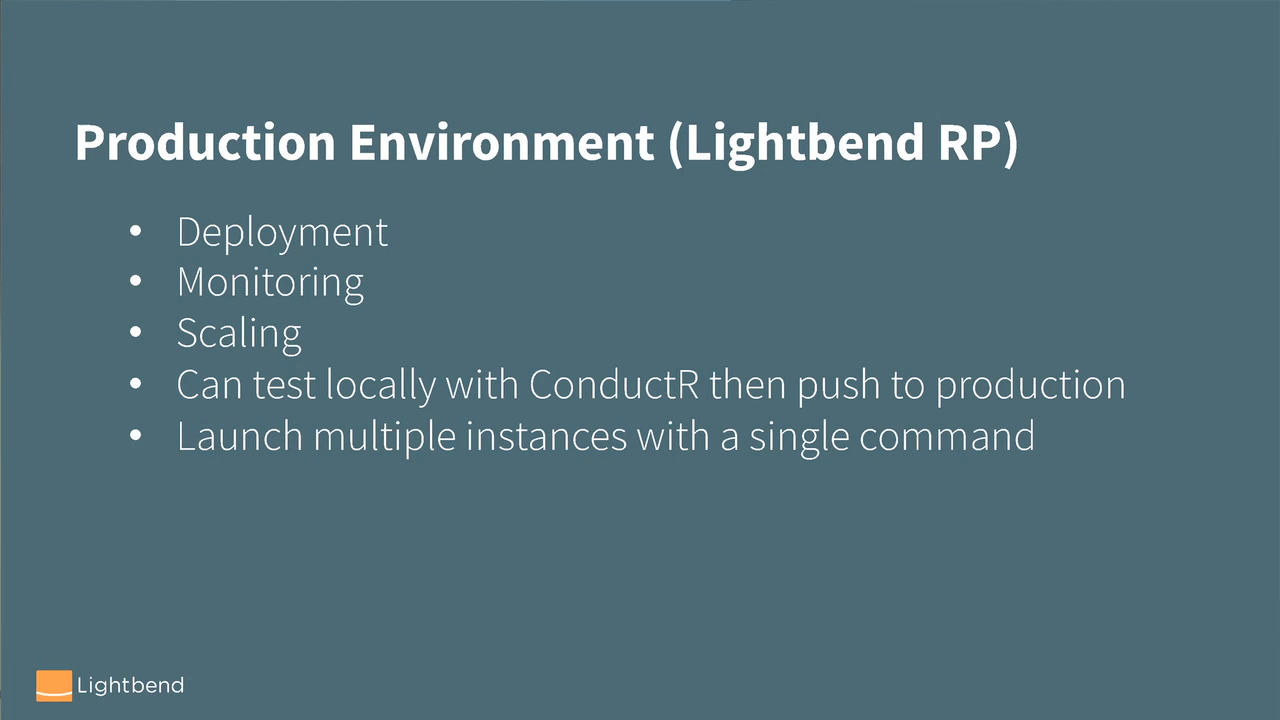 Production Environment (Lightbend RP)
• Deployment
• Monitoring
• Scaling
• Can test locally with ConductR then push to production
• Launch multiple instances with a single command
Lightbend